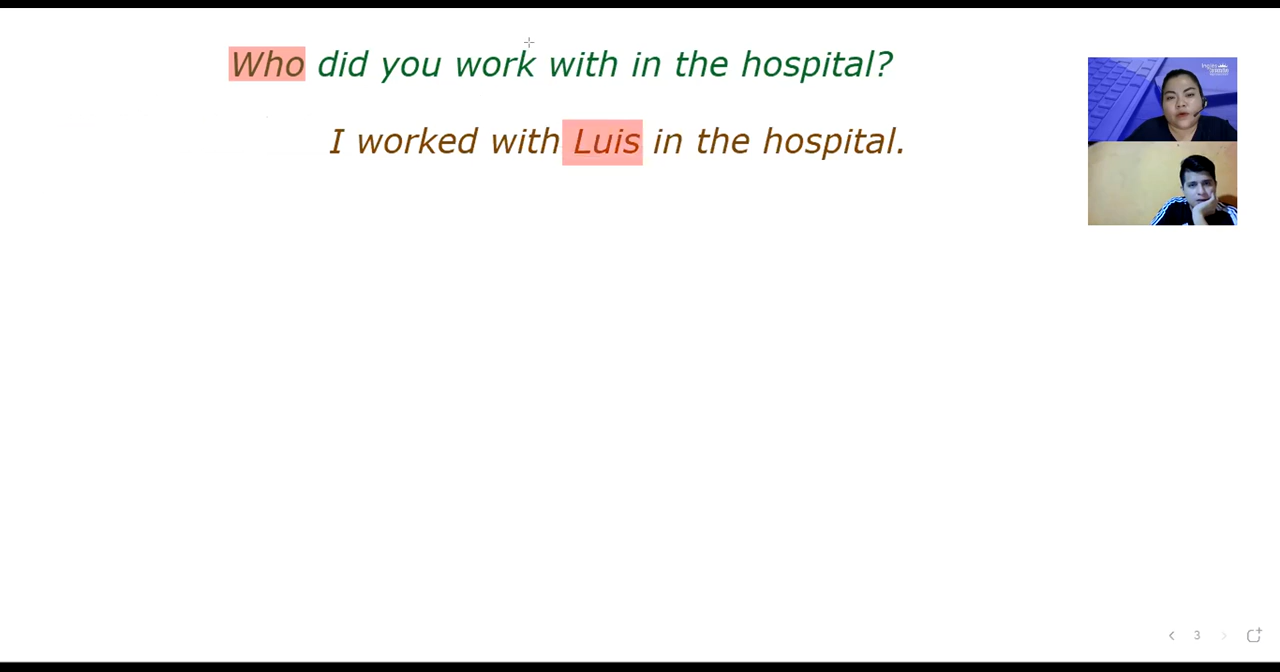 Who did you work with in the hospital?
I worked with Luis in the hospital.
3